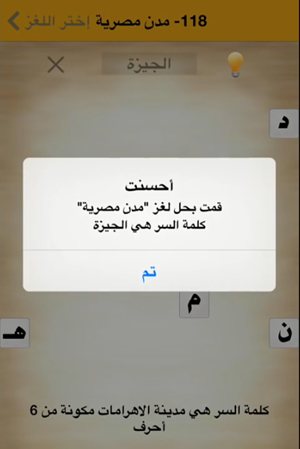 118- مدن مصرية
إختر اللغز
الجيزة
د
أحسنت
قمت بحل لغز "مدن مصرية"
كلمة السر هي الجيزة
تم
م
ن
هـ
كلمة السر هي مدينة الاهرامات مكونة من 6
أحرف